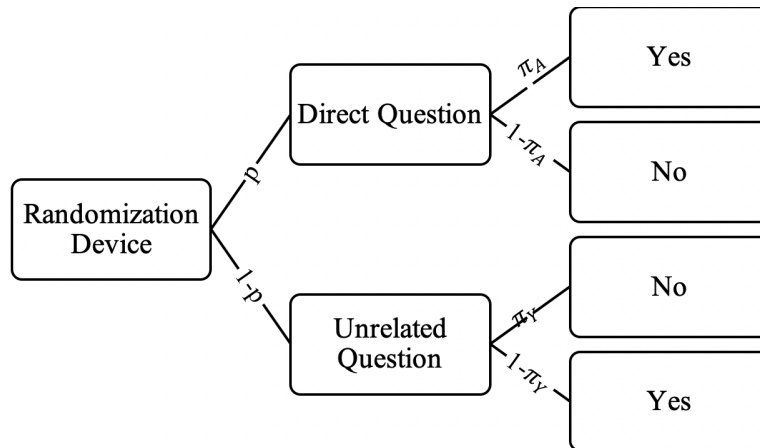 π_A
Yes
Direct Question
1-π_A
p
No
Randomization
Device
1-p
π_Y
No
Unrelated
Question
1-π_Y
Yes